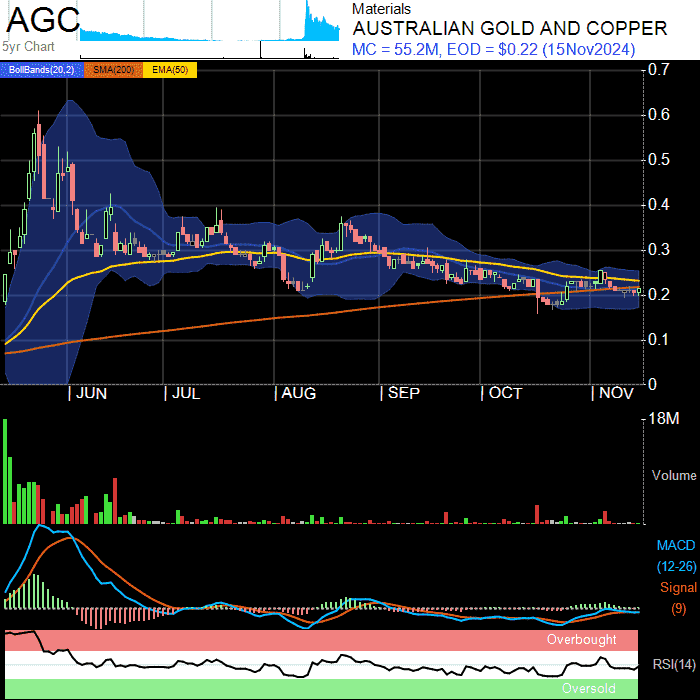 AGC
5yr Chart
Materials
AUSTRALIAN GOLD AND COPPER
MC = 55.2M, EOD = $0.22 (15Nov2024)
BollBands(20,2) SMA(200) EMA(50)
0.7
0.6
0.5
0.4
0.3
0.2
0.1
0
JUN JUL AUG SEP OCT NOV
18M
Volume
MACD
(12-26)
Signal
(9)
Overbought
RSI(14)
Oversold